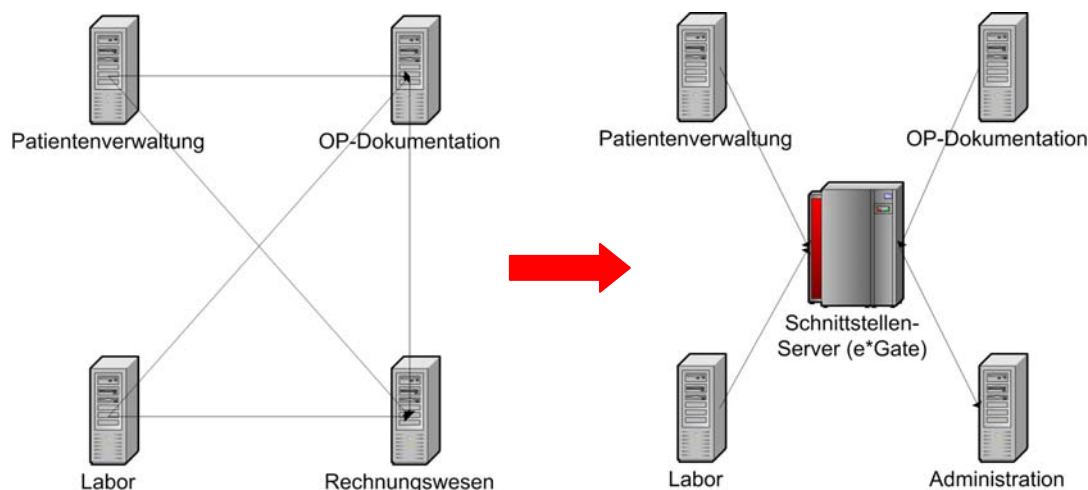 Patientenverwaltung
OP-Dokumentation
Labor
Rechnungswesen
Patientenverwaltung
OP-Dokumentation
Schnittstellen-
Server (e*Gate)
Labor
Administration